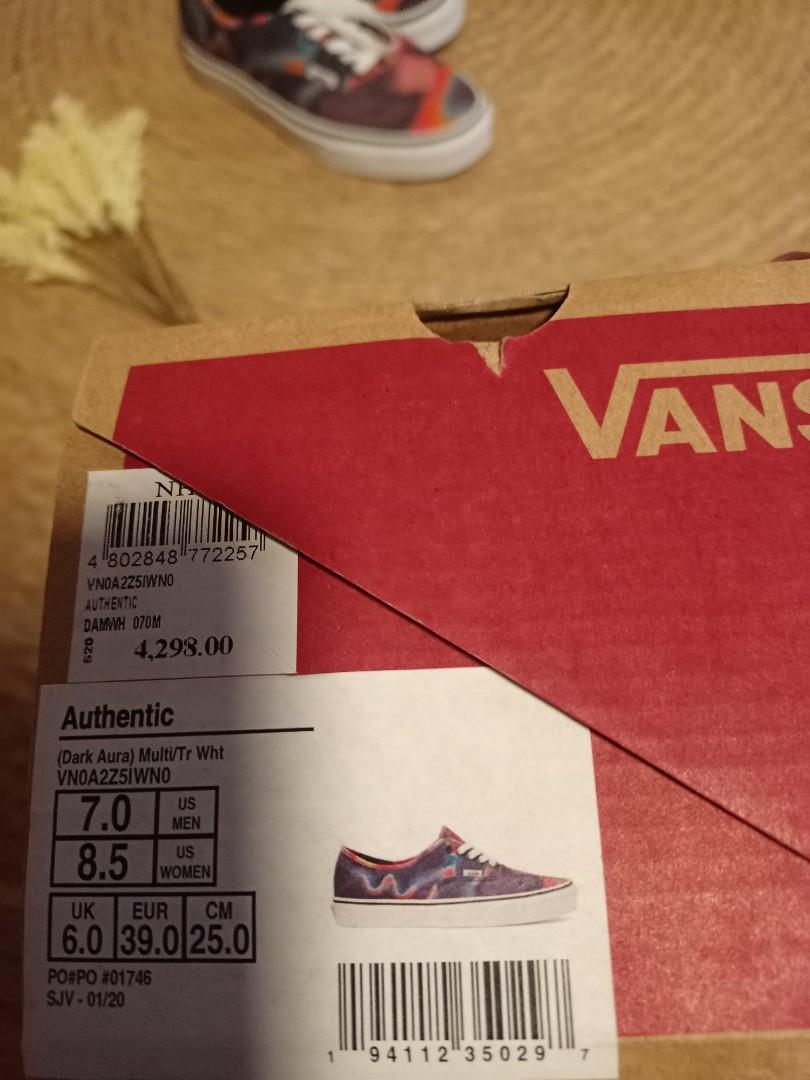 VANS
NH
4 802848 772257
VN0A2Z5IWN0
AUTHENTIC
DAMWH 070M
620
4,298.00
Authentic
(Dark Aura) Multi/Tr Wht
VN0A2Z5IWN0
7.0 US MEN
8.5 US WOMEN
UK EUR CM
6.0 39.0 25.0
PO#PO #01746
SJV - 01/20
1 94112 35029 7